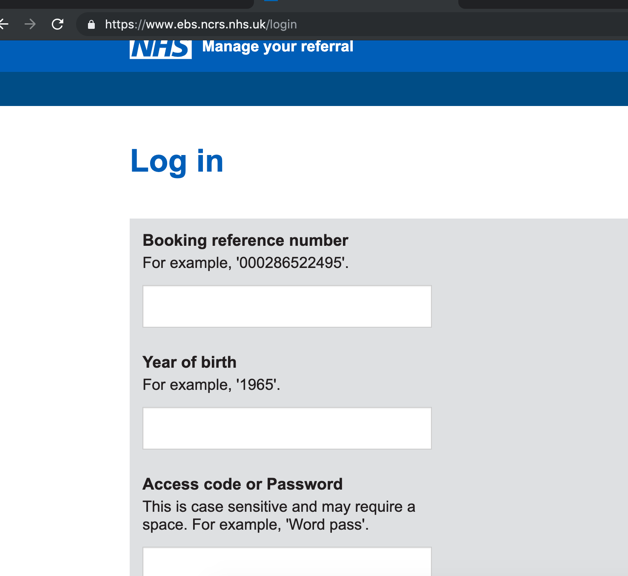 https://www.ebs.ncrs.nhs.uk/login
NHS Manage your referral
Log in
Booking reference number
For example, '000286522495'.
Year of birth
For example, '1965'.
Access code or Password
This is case sensitive and may require a
space. For example, 'Word pass'.